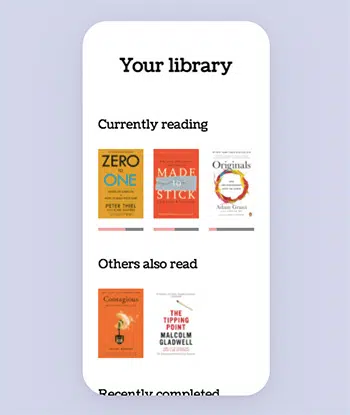 Your library
Currently reading
ZERO
TO
ONE
PETER THIEL
MADE
to
STICK
Originals
Adam Grant
Others also read
Contagious
THE
TIPPING
POINT
MALCOLM
GLADWELL
Recently completed